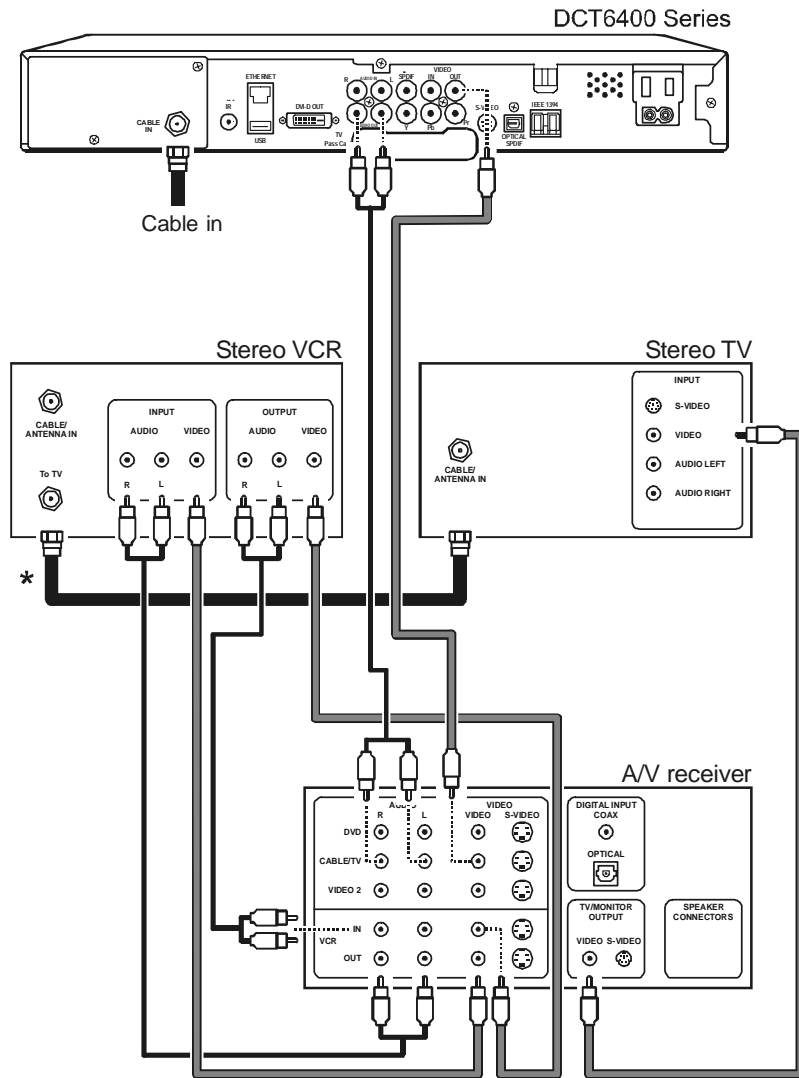 DCT6400 Series
ETHERNET
R AUDIO IN L
SPDIF
VIDEO
IN OUT
IR
DVI-D OUT
S-VIDEO
IEEE 1394
CABLE
IN
USB
TV
Pass Ca
Y Pb Pr
OPTICAL
SPDIF
Cable in
Stereo VCR
CABLE/
ANTENNA IN
To TV
INPUT
AUDIO VIDEO
R L
OUTPUT
AUDIO VIDEO
R L
*
Stereo TV
CABLE/
ANTENNA IN
INPUT
S-VIDEO
VIDEO
AUDIO LEFT
AUDIO RIGHT
A/V receiver
R L
VIDEO
VIDEO S-VIDEO
DVD
CABLE/TV
VIDEO 2
IN
VCR
OUT
DIGITAL INPUT
COAX
OPTICAL
TV/MONITOR
OUTPUT
VIDEO S-VIDEO
SPEAKER
CONNECTORS